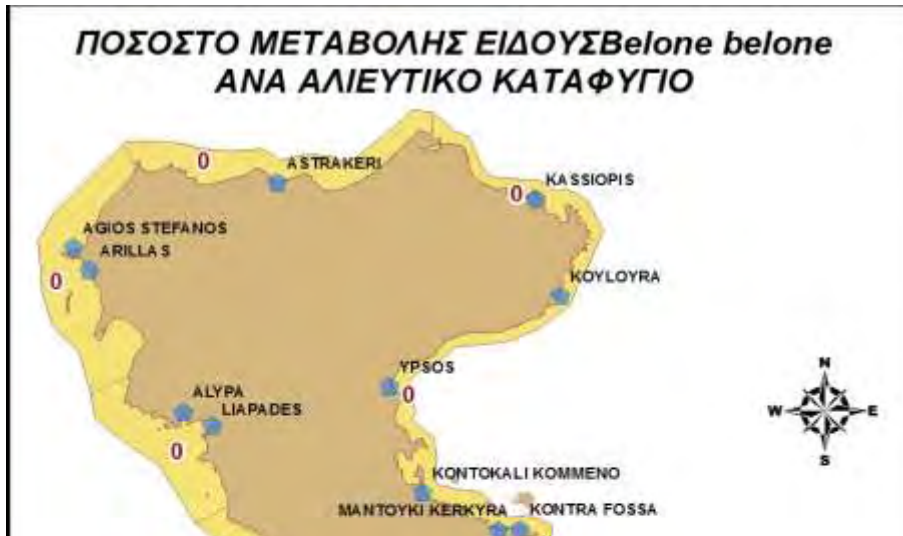 ΠΟΣΟΣΤΟ ΜΕΤΑΒΟΛΗΣ ΕΙΔΟΥΣBelone belone
ΑΝΑ ΑΛΙΕΥΤΙΚΟ ΚΑΤΑΦΥΓΙΟ
0
ASTRAKERI
KASSIOPIS
0
AGIOS STEFANOS
ARILLAS
0
KOYLOYRA
YPSOS
0
N
W E
S
ALYPA
LIAPADES
0
KONTOKALI KOMMENO
MANTOYKI KERKYRA
KONTRA FOSSA